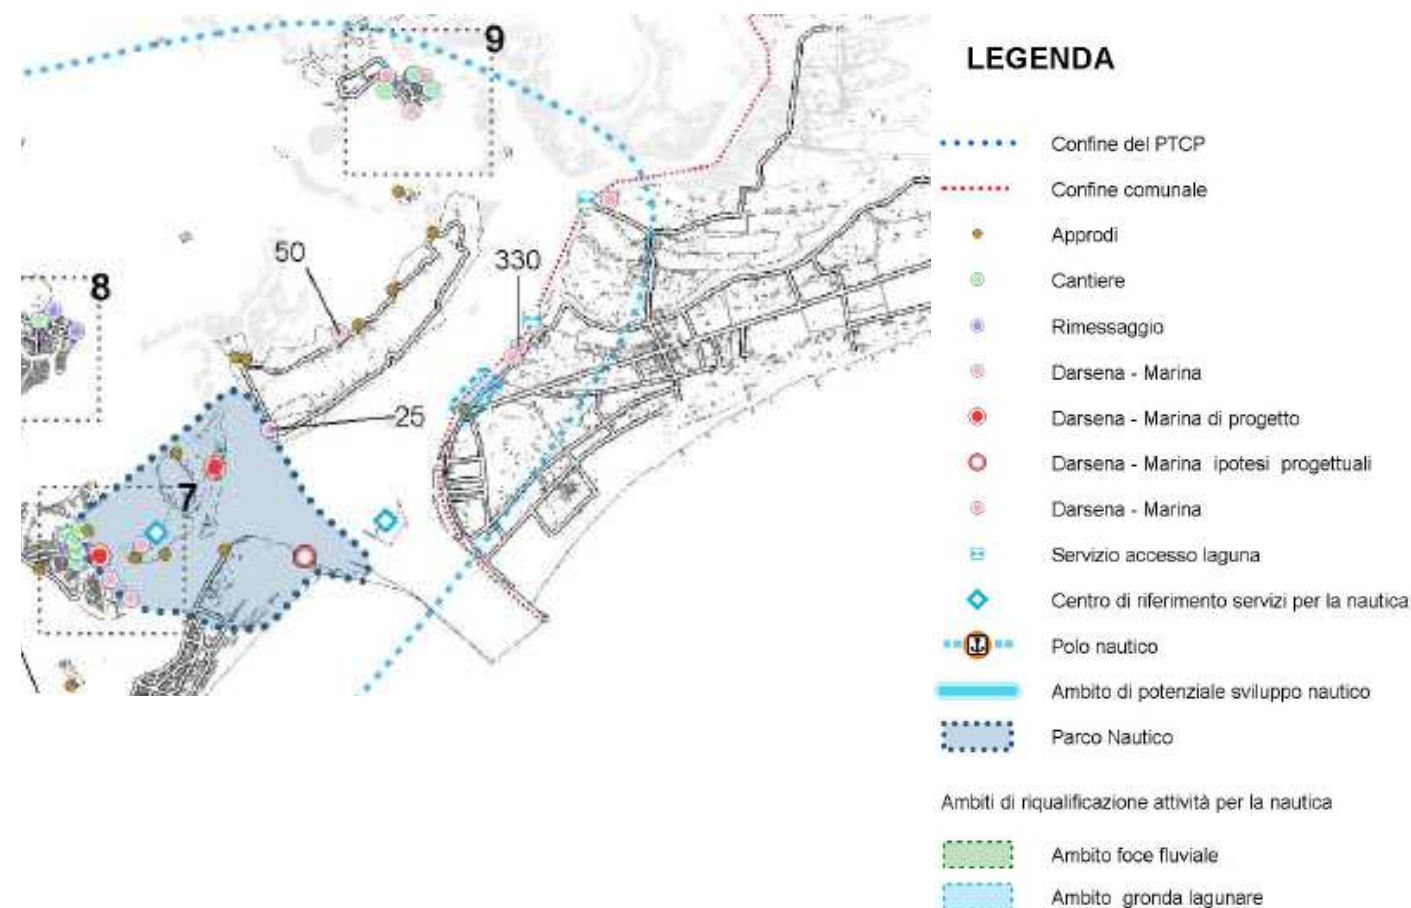 9
50
330
8
25
7
LEGENDA
Confine del PTCP
Confine comunale
Approdi
Cantiere
Rimessaggio
Darsena - Marina
Darsena - Marina di progetto
Darsena - Marina ipotesi progettuali
Darsena - Marina
Servizio accesso laguna
Centro di riferimento servizi per la nautica
Polo nautico
Ambito di potenziale sviluppo nautico
Parco Nautico
Ambiti di riqualificazione attività per la nautica
Ambito foce fluviale
Ambito gronda lagunare